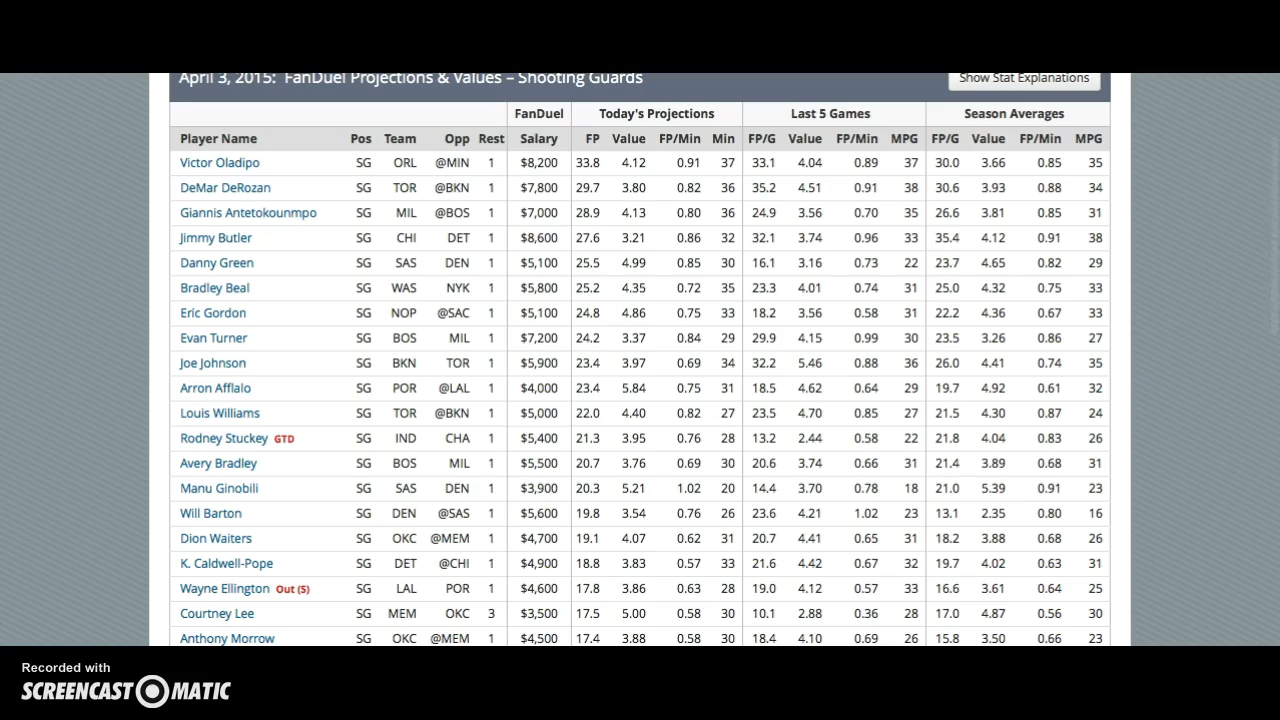 April 3, 2015: FanDuel Projections & Values – Shooting Guards Show Stat Explanations
FanDuel Today's Projections Last 5 Games Season Averages
Player Name Pos Team Opp Rest Salary FP Value FP/Min Min FP/G Value FP/Min MPG FP/G Value FP/Min MPG
Victor Oladipo SG ORL @MIN 1 $8,200 33.8 4.12 0.91 37 33.1 4.04 0.89 37 30.0 3.66 0.85 35
DeMar DeRozan SG TOR @BKN 1 $7,800 29.7 3.80 0.82 36 35.2 4.51 0.91 38 30.6 3.93 0.88 34
Giannis Antetokounmpo SG MIL @BOS 1 $7,000 28.9 4.13 0.80 36 24.9 3.56 0.70 35 26.6 3.81 0.85 31
Jimmy Butler SG CHI DET 1 $8,600 27.6 3.21 0.86 32 32.1 3.74 0.96 33 35.4 4.12 0.91 38
Danny Green SG SAS DEN 1 $5,100 25.5 4.99 0.85 30 16.1 3.16 0.73 22 23.7 4.65 0.82 29
Bradley Beal SG WAS NYK 1 $5,800 25.2 4.35 0.72 35 23.3 4.01 0.74 31 25.0 4.32 0.75 33
Eric Gordon SG NOP @SAC 1 $5,100 24.8 4.86 0.75 33 18.2 3.56 0.58 31 22.2 4.36 0.67 33
Evan Turner SG BOS MIL 1 $7,200 24.2 3.37 0.84 29 29.9 4.15 0.99 30 23.5 3.26 0.86 27
Joe Johnson SG BKN TOR 1 $5,900 23.4 3.97 0.69 34 32.2 5.46 0.88 36 26.0 4.41 0.74 35
Arron Afflalo SG POR @LAL 1 $4,000 23.4 5.84 0.75 31 18.5 4.62 0.64 29 19.7 4.92 0.61 32
Louis Williams SG TOR @BKN 1 $5,000 22.0 4.40 0.82 27 23.5 4.70 0.85 27 21.5 4.30 0.87 24
Rodney Stuckey GTD SG IND CHA 1 $5,400 21.3 3.95 0.76 28 13.2 2.44 0.58 22 21.8 4.04 0.83 26
Avery Bradley SG BOS MIL 1 $5,500 20.7 3.76 0.69 30 20.6 3.74 0.66 31 21.4 3.89 0.68 31
Manu Ginobili SG SAS DEN 1 $3,900 20.3 5.21 1.02 20 14.4 3.70 0.78 18 21.0 5.39 0.91 23
Will Barton SG DEN @SAS 1 $5,600 19.8 3.54 0.76 26 23.6 4.21 1.02 23 13.1 2.35 0.80 16
Dion Waiters SG OKC @MEM 1 $4,700 19.1 4.07 0.62 31 20.7 4.41 0.65 31 18.2 3.88 0.68 26
K. Caldwell-Pope SG DET @CHI 1 $4,900 18.8 3.83 0.57 33 21.6 4.42 0.67 32 19.7 4.02 0.63 31
Wayne Ellington Out (S) SG LAL POR 1 $4,600 17.8 3.86 0.63 28 19.0 4.12 0.57 33 16.6 3.61 0.64 25
Courtney Lee SG MEM OKC 3 $3,500 17.5 5.00 0.58 30 10.1 2.88 0.36 28 17.0 4.87 0.56 30
Anthony Morrow SG OKC @MEM 1 $4,500 17.4 3.88 0.58 30 18.4 4.10 0.69 26 15.8 3.50 0.66 23
Recorded with
SCREENCAST O MATIC